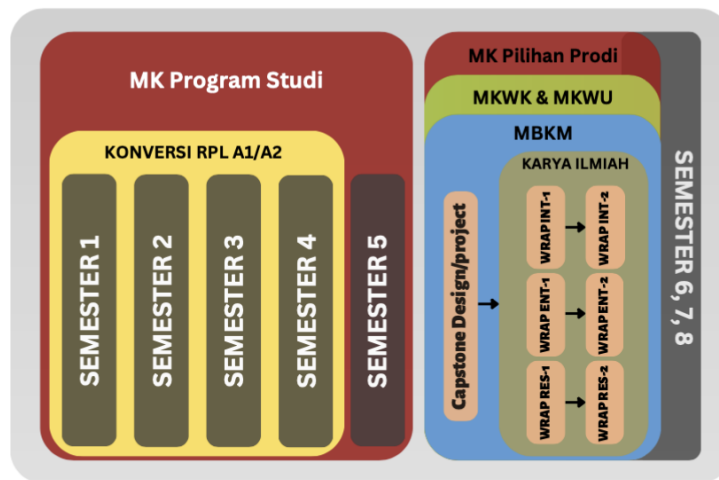 MK Program Studi
KONVERSI RPL A1/A2
SEMESTER 1
SEMESTER 2
SEMESTER 3
SEMESTER 4
SEMESTER 5
MK Pilihan Prodi
MKWK & MKWU
MBKM
KARYA ILMIAH
Capstone Design/project
WRAP INT-1
WRAP INT-2
WRAP ENT-1
WRAP ENT-2
WRAP RES-1
WRAP RES-2
SEMESTER 6, 7, 8